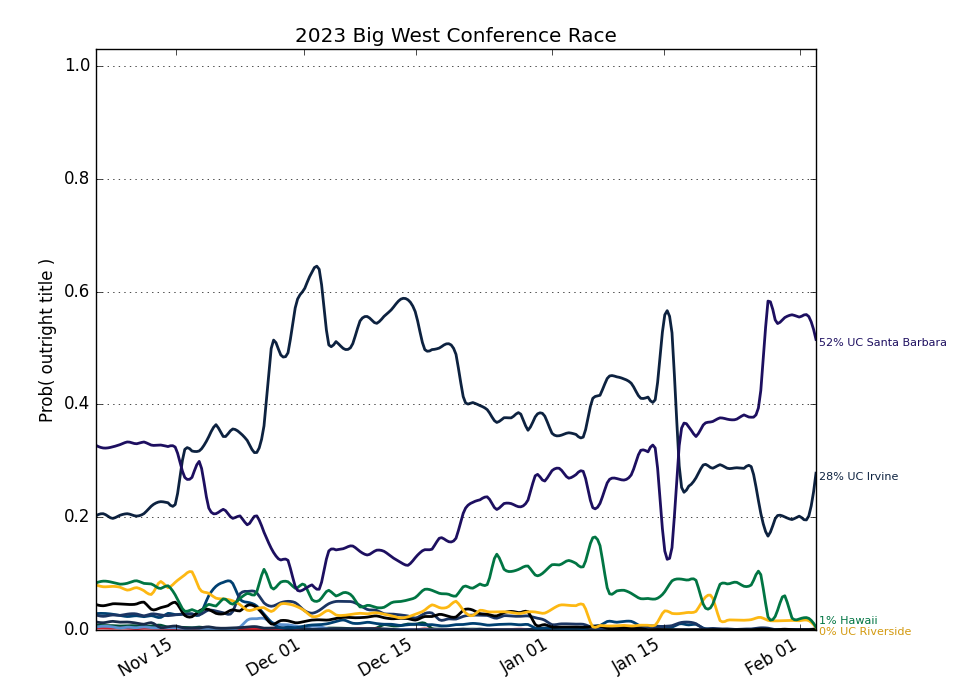 2023 Big West Conference Race
Prob( outright title )
1.0
0.8
0.6
0.4
0.2
0.0
52% UC Santa Barbara
28% UC Irvine
1% Hawaii
0% UC Riverside
Nov 15
Dec 01
Dec 15
Jan 01
Jan 15
Feb 01